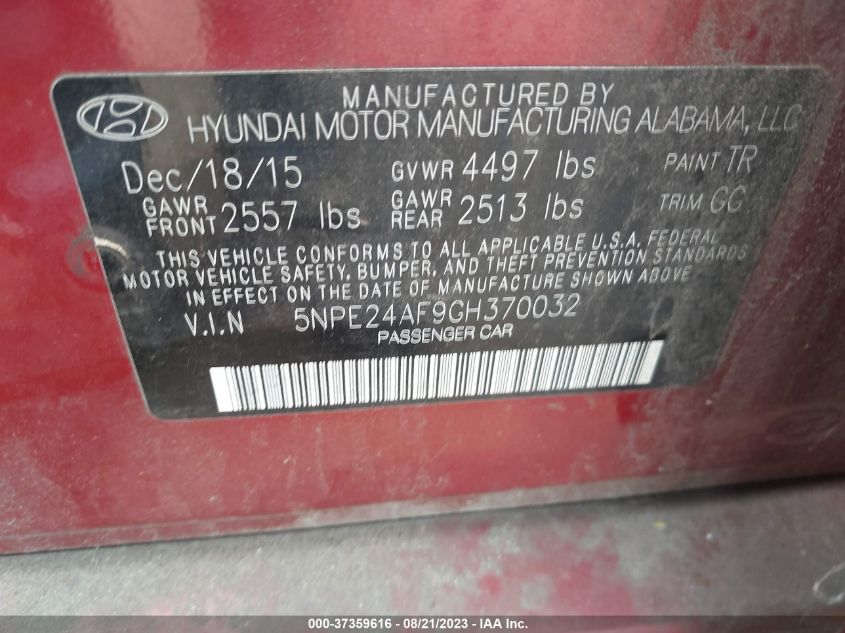 MANUFACTURED BY
HYUNDAI MOTOR MANUFACTURING ALABAMA, LLC
Dec/18/15 GVWR 4497 lbs PAINT TR
GAWR FRONT 2557 lbs GAWR REAR 2513 lbs TRIM GG
THIS VEHICLE CONFORMS TO ALL APPLICABLE U.S.A. FEDERAL
MOTOR VEHICLE SAFETY, BUMPER, AND THEFT PREVENTION STANDARDS
IN EFFECT ON THE DATE OF MANUFACTURE SHOWN ABOVE
V.I.N 5NPE24AF9GH370032
PASSENGER CAR
000-37359616 - 08/21/2023 - IAA Inc.